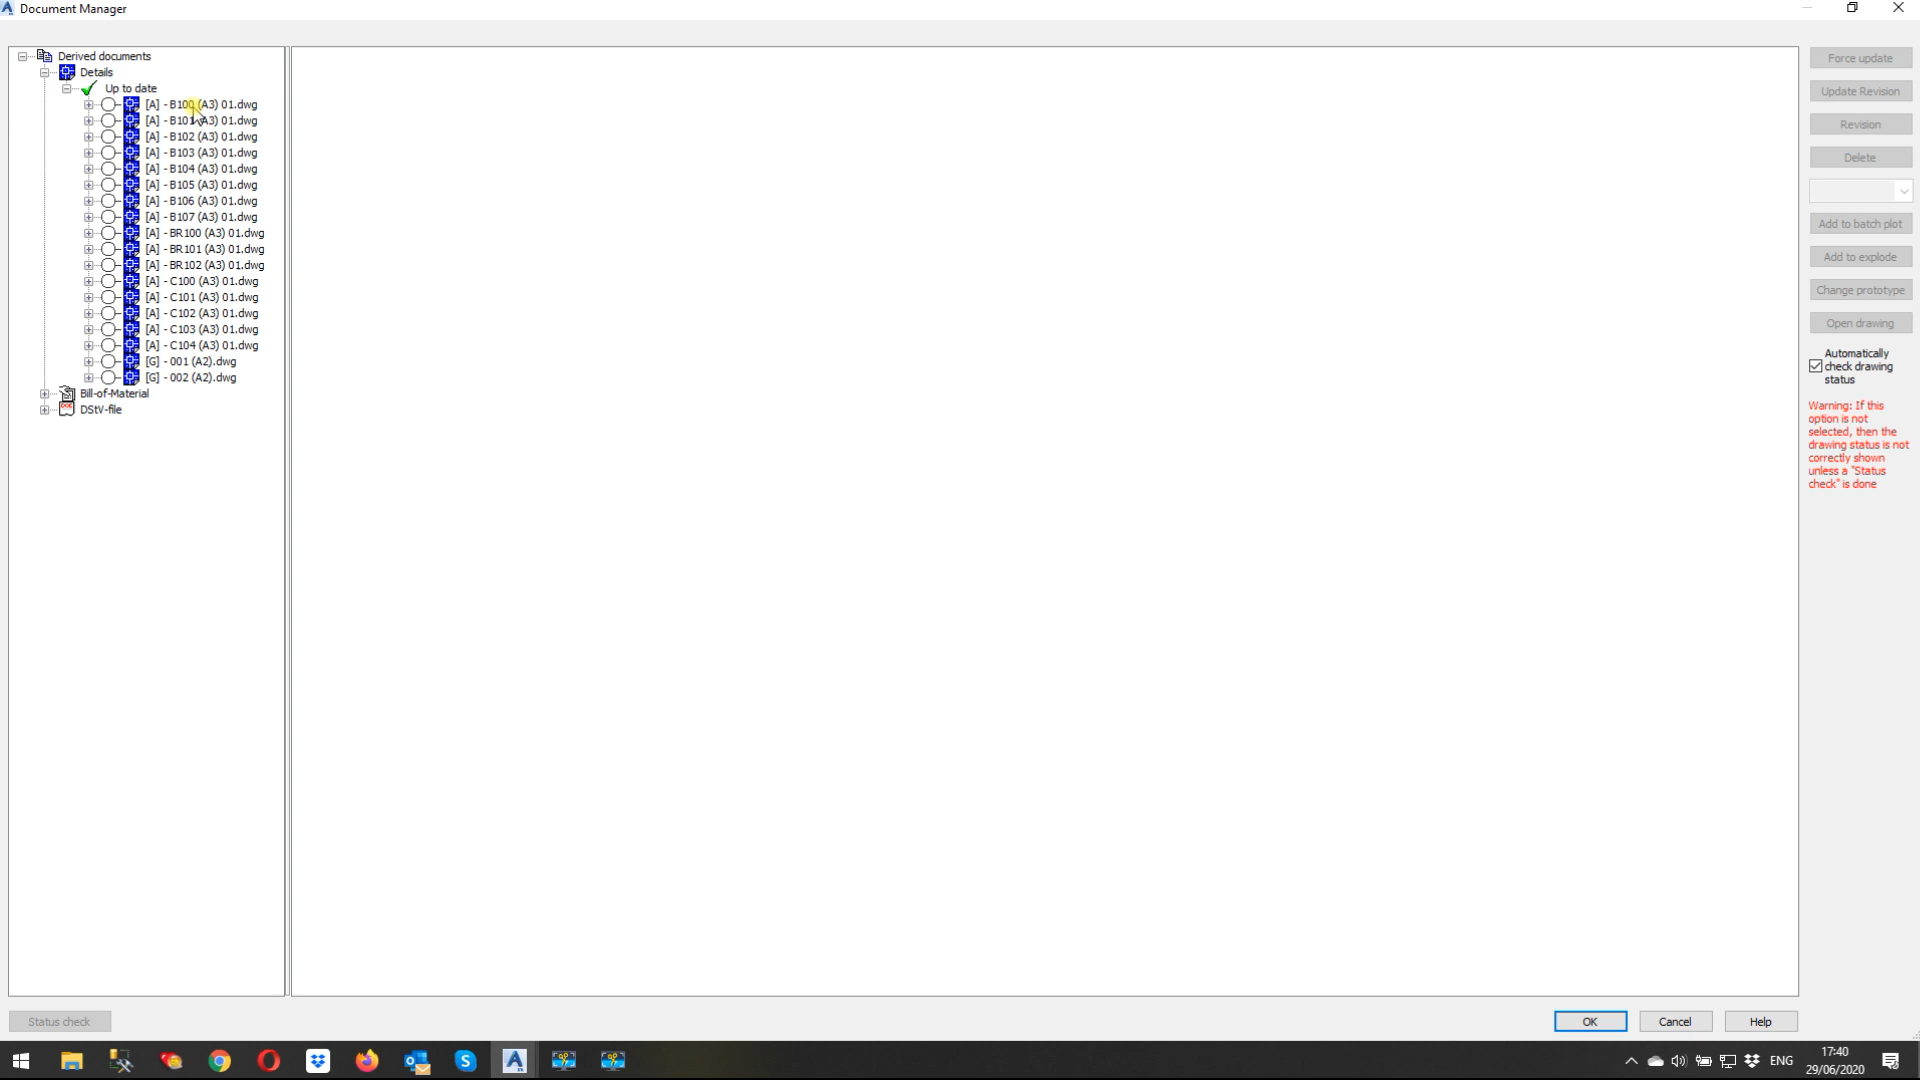 Document Manager
Derived documents
Details
Up to date
[A] - B100 (A3) 01.dwg
[A] - B101 (A3) 01.dwg
[A] - B102 (A3) 01.dwg
[A] - B103 (A3) 01.dwg
[A] - B104 (A3) 01.dwg
[A] - B105 (A3) 01.dwg
[A] - B106 (A3) 01.dwg
[A] - B107 (A3) 01.dwg
[A] - BR100 (A3) 01.dwg
[A] - BR101 (A3) 01.dwg
[A] - BR102 (A3) 01.dwg
[A] - C100 (A3) 01.dwg
[A] - C101 (A3) 01.dwg
[A] - C102 (A3) 01.dwg
[A] - C103 (A3) 01.dwg
[A] - C104 (A3) 01.dwg
[G] - 001 (A2).dwg
[G] - 002 (A2).dwg
Bill-of-Material
DStV-file
Force update
Update Revision
Revision
Delete
Add to batch plot
Add to explode
Change prototype
Open drawing
Automatically
check drawing
status
Warning: If this
option is not
selected, then the
drawing status is not
correctly shown
unless a "Status
check" is done
Status check
OK
Cancel
Help
ENG
17:40
29/06/2020